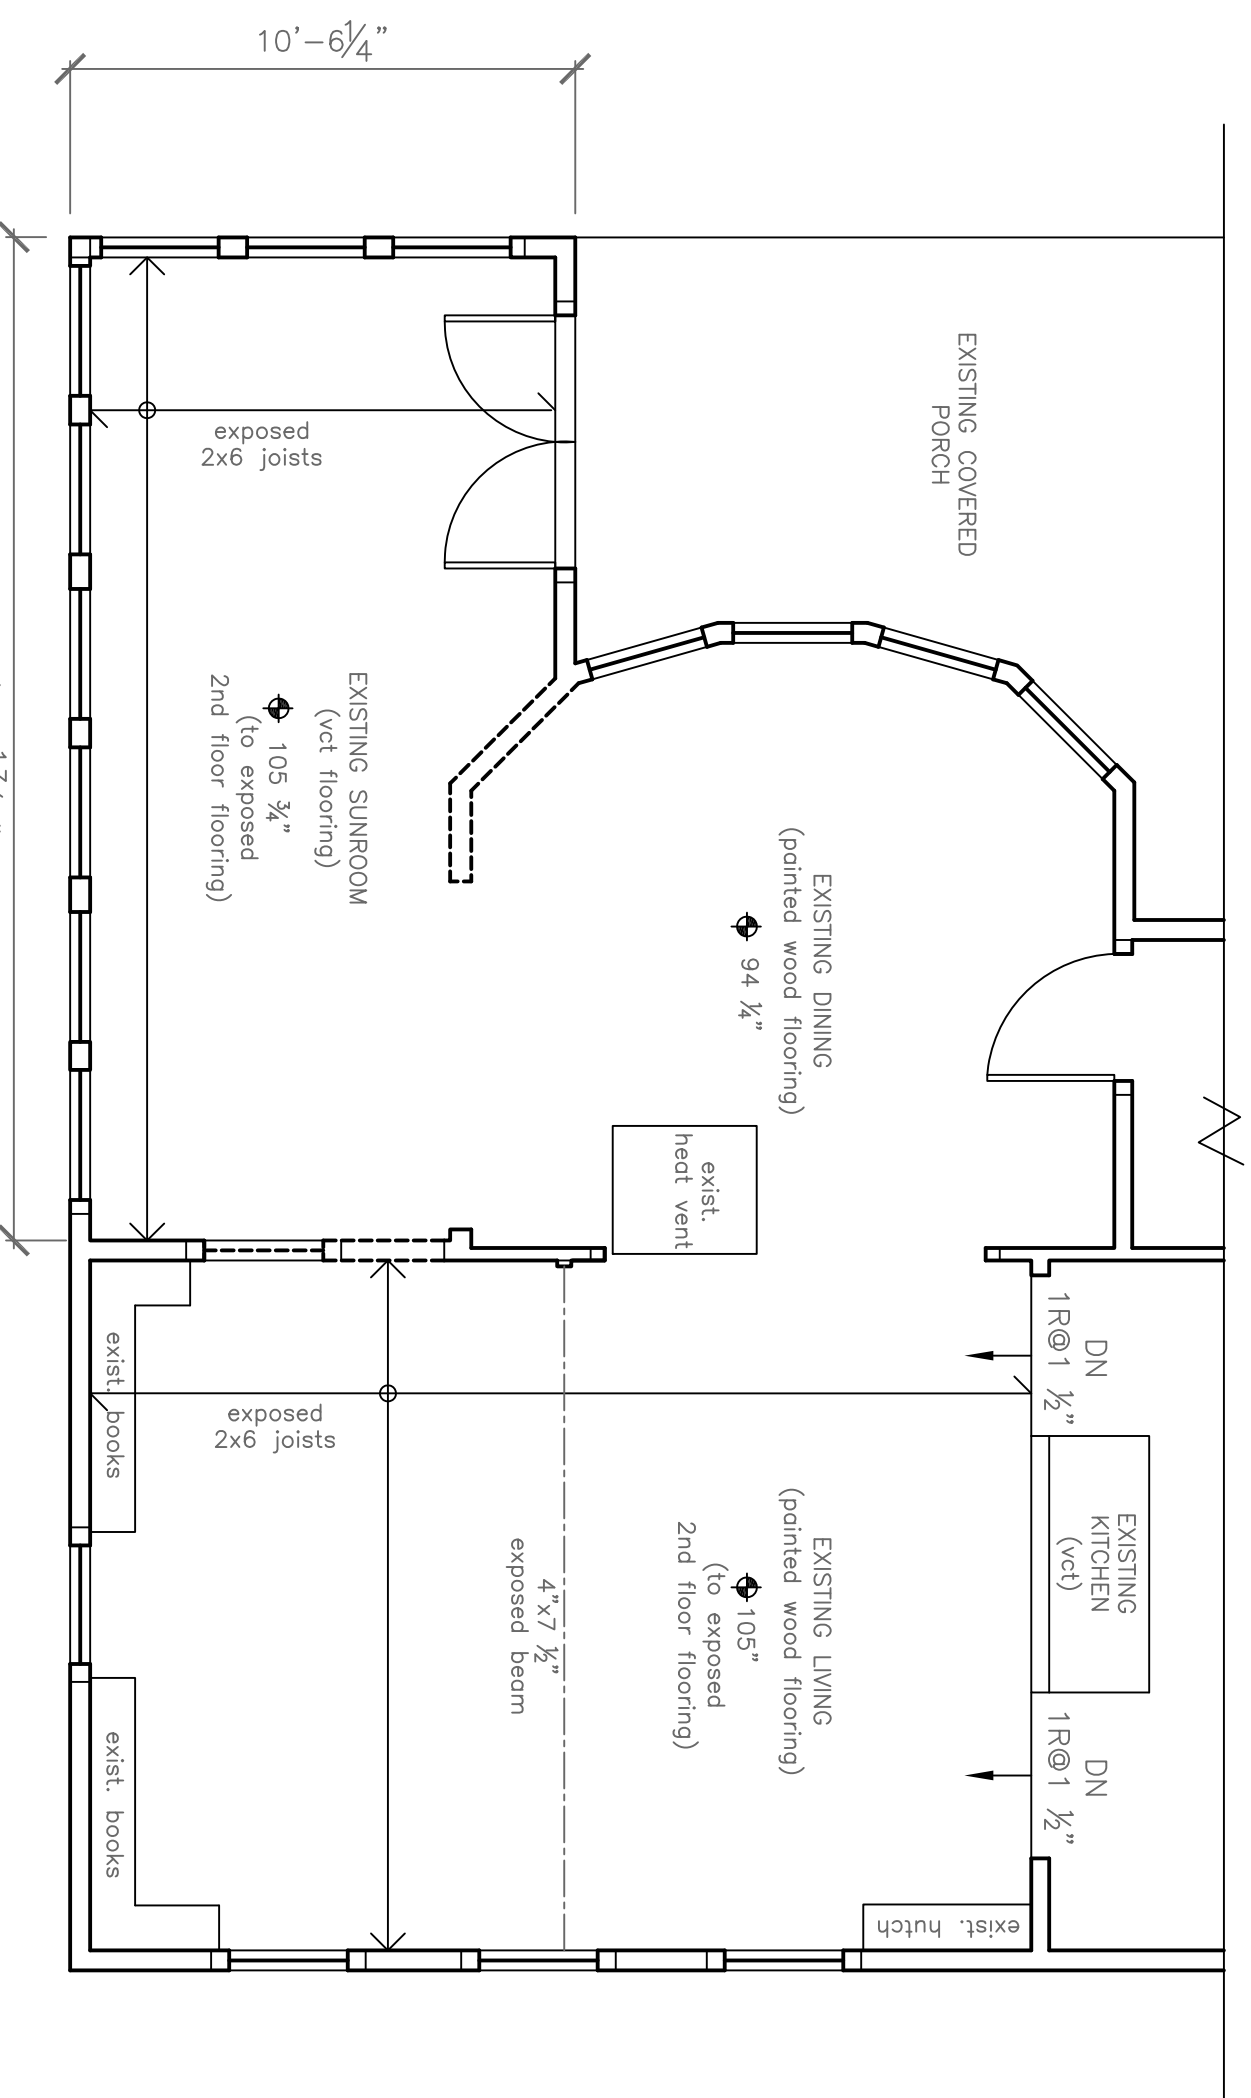 10'-6¼"
EXISTING COVERED
PORCH
exposed
2x6 joists
EXISTING SUNROOM
(vct flooring)
105 ¾"
(to exposed
2nd floor flooring)
EXISTING DINING
(painted wood flooring)
94 ¼"
exist.
heat vent
DN
1R@1 ½"
EXISTING
KITCHEN
(vct)
DN
1R@1 ½"
exist. books
exposed
2x6 joists
EXISTING LIVING
(painted wood flooring)
105"
(to exposed
2nd floor flooring)
4"x7 ½"
exposed beam
exist. books
exist. hutch